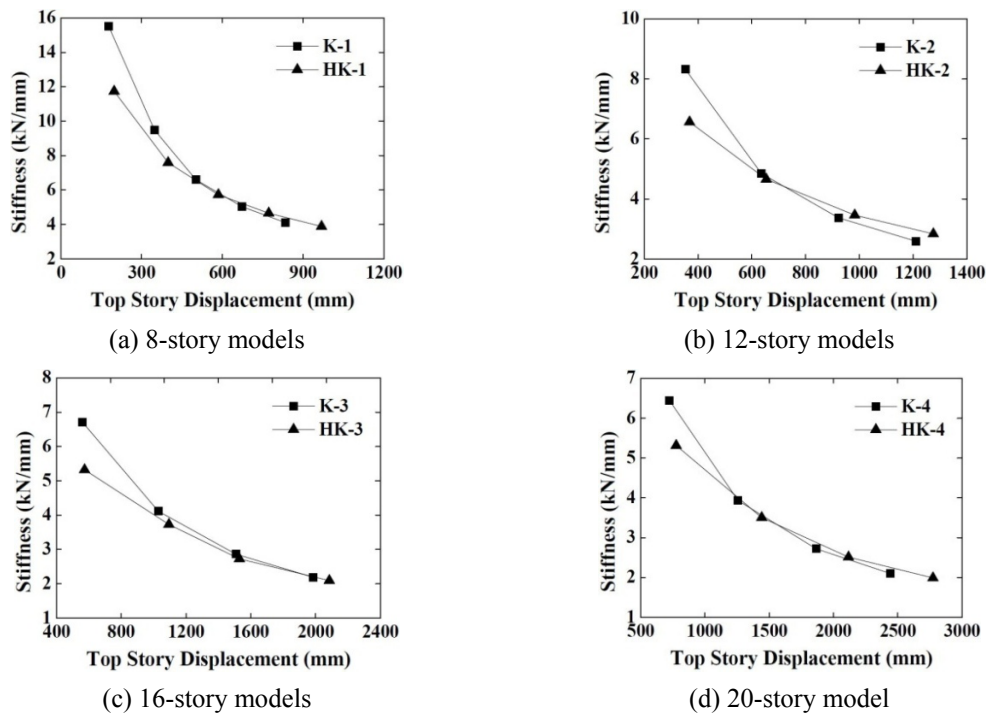 16
14
12
10
8
6
4
2
0
300
600
900
1200
Stiffness (kN/mm)
Top Story Displacement (mm)
K-1
HK-1
(a) 8-story models
10
8
6
4
2
200
400
600
800
1000
1200
1400
Stiffness (kN/mm)
Top Story Displacement (mm)
K-2
HK-2
(b) 12-story models
8
7
6
5
4
3
2
1
400
800
1200
1600
2000
2400
Stiffness (kN/mm)
Top Story Displacement (mm)
K-3
HK-3
(c) 16-story models
7
6
5
4
3
2
1
500
1000
1500
2000
2500
3000
Stiffness (kN/mm)
Top Story Displacement (mm)
K-4
HK-4
(d) 20-story model